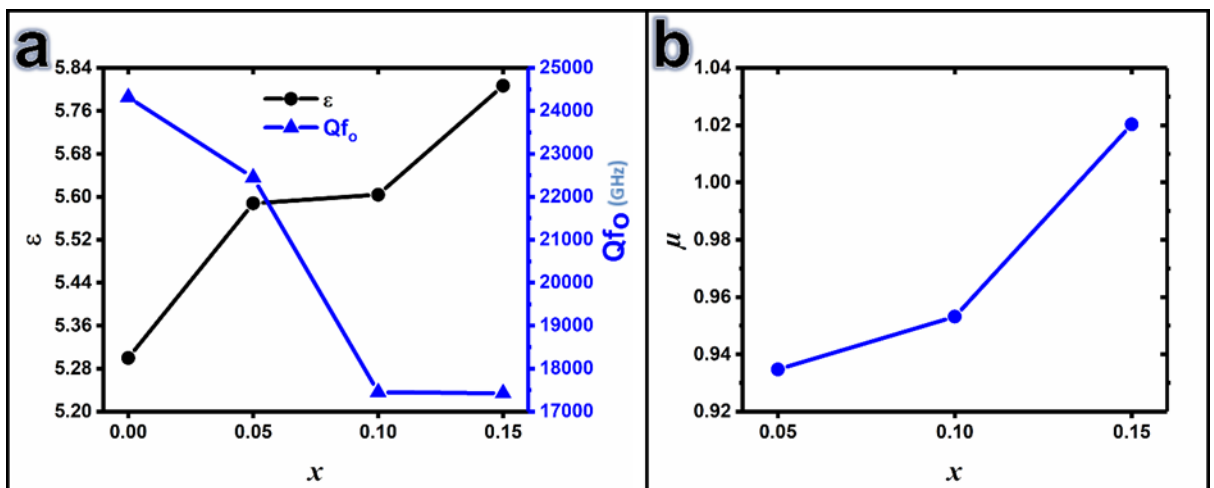 a
5.84
5.76
5.68
5.60
5.52
5.44
5.36
5.28
5.20
ε
ε
Qfo
25000
24000
23000
22000
21000
20000
19000
18000
17000
Qfo (GHz)
0.00 0.05 0.10 0.15
x
b
1.04
1.02
1.00
0.98
0.96
0.94
0.92
μ
0.05 0.10 0.15
x